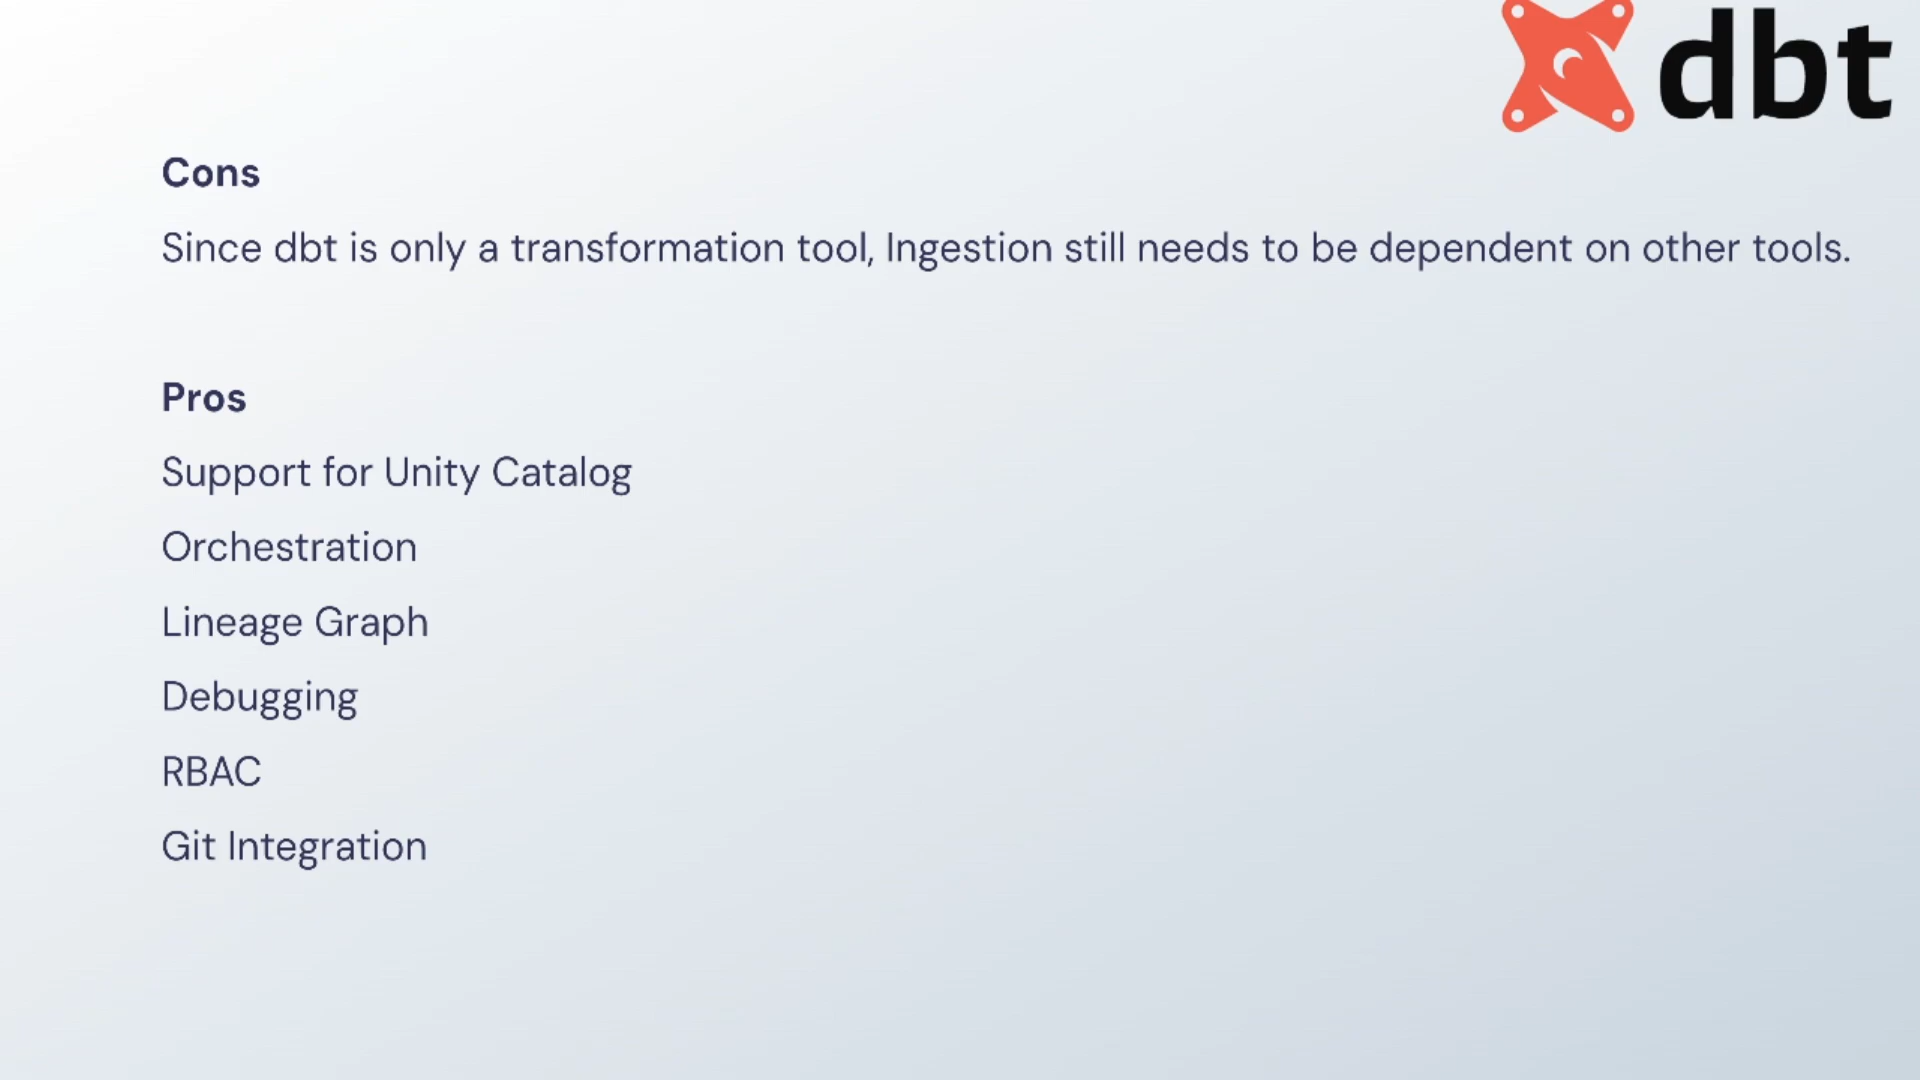 dbt
Cons
Since dbt is only a transformation tool, Ingestion still needs to be dependent on other tools.
Pros
Support for Unity Catalog
Orchestration
Lineage Graph
Debugging
RBAC
Git Integration